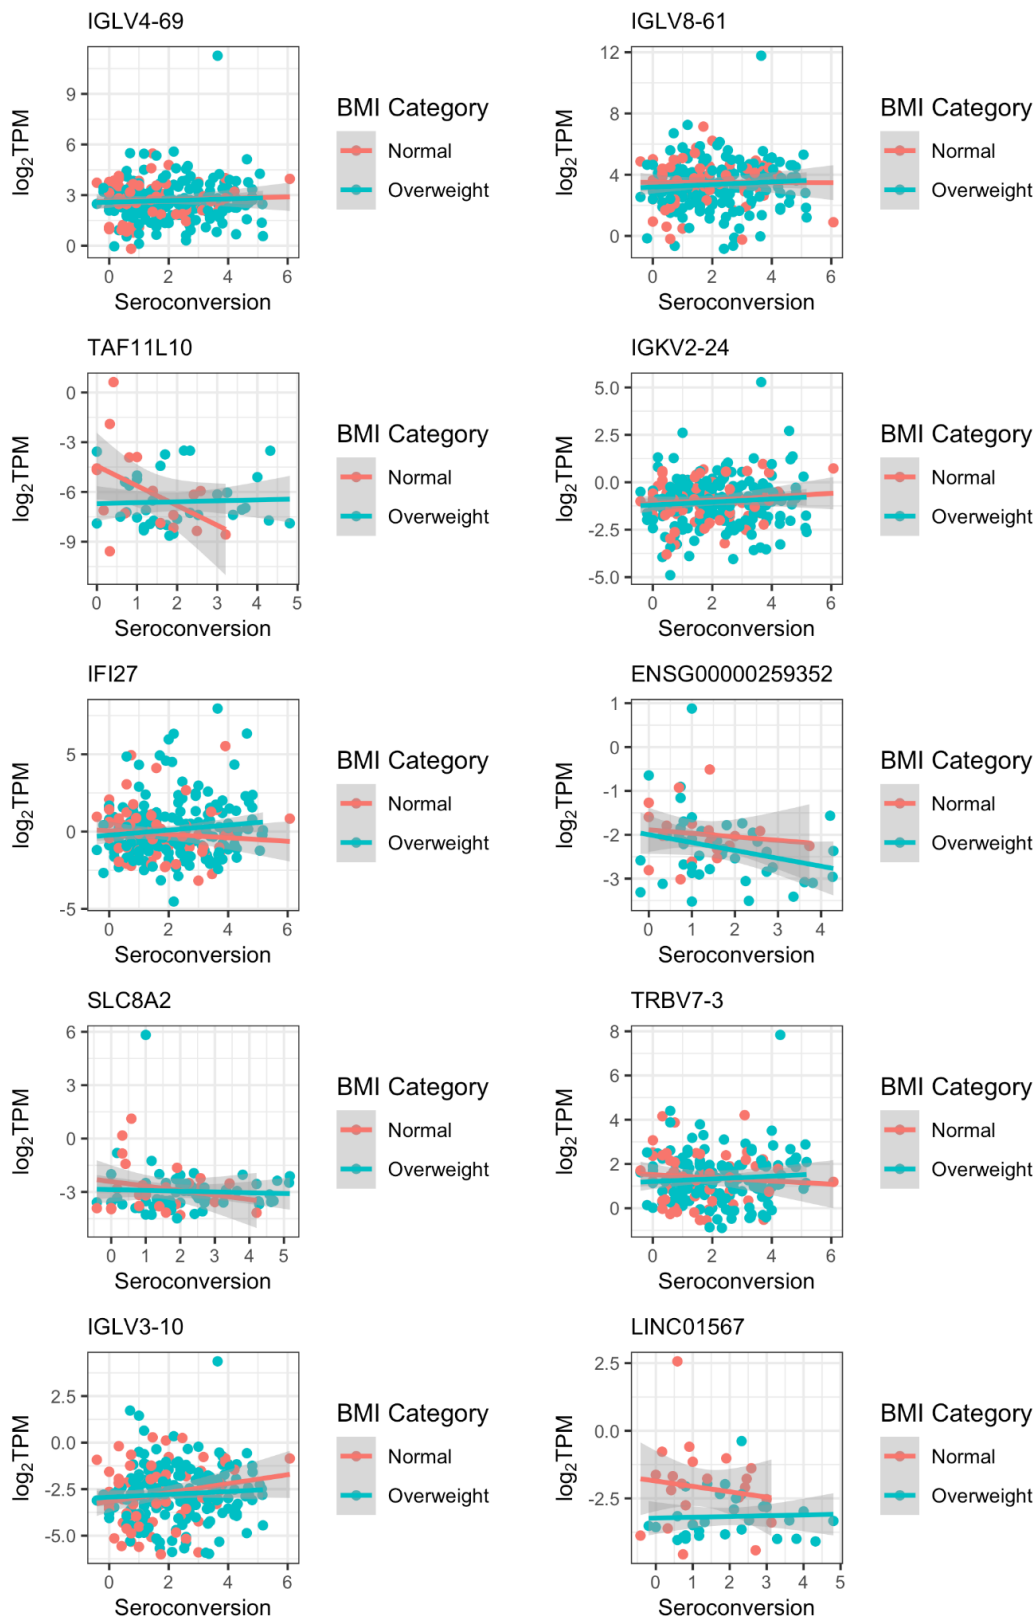 IGLV4-69
log₂TPM
9
6
3
0
0 2 4 6
Seroconversion
BMI Category
Normal
Overweight
IGLV8-61
log₂TPM
12
8
4
0
0 2 4 6
Seroconversion
BMI Category
Normal
Overweight
TAF11L10
log₂TPM
0
-3
-6
-9
0 1 2 3 4 5
Seroconversion
BMI Category
Normal
Overweight
IGKV2-24
log₂TPM
5.0
2.5
0.0
-2.5
-5.0
0 2 4 6
Seroconversion
BMI Category
Normal
Overweight
IFI27
log₂TPM
5
0
-5
0 2 4 6
Seroconversion
BMI Category
Normal
Overweight
ENSG00000259352
log₂TPM
1
0
-1
-2
-3
0 1 2 3 4
Seroconversion
BMI Category
Normal
Overweight
SLC8A2
log₂TPM
6
3
0
-3
0 1 2 3 4 5
Seroconversion
BMI Category
Normal
Overweight
TRBV7-3
log₂TPM
8
6
4
2
0
0 2 4 6
Seroconversion
BMI Category
Normal
Overweight
IGLV3-10
log₂TPM
2.5
0.0
-2.5
-5.0
0 2 4 6
Seroconversion
BMI Category
Normal
Overweight
LINC01567
log₂TPM
2.5
0.0
-2.5
0 1 2 3 4 5
Seroconversion
BMI Category
Normal
Overweight